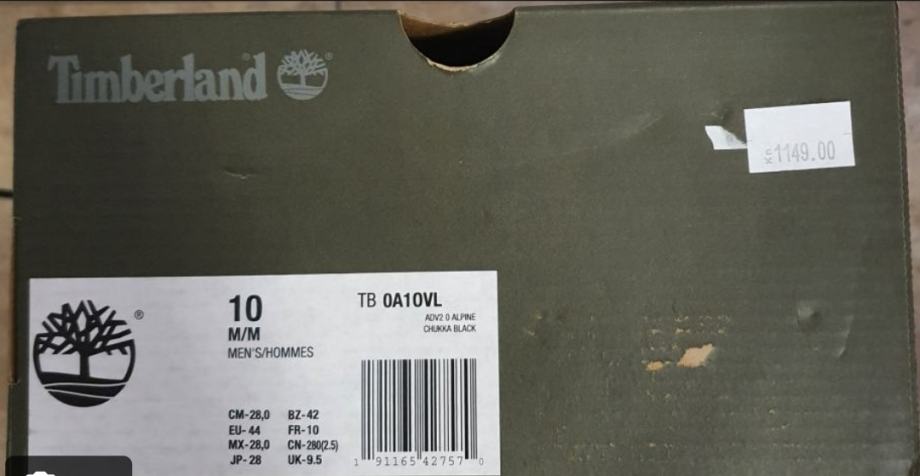 Timberland®
®
Kn 1149.00
10
M/M
MEN'S/HOMMES
TB 0A1OVL
ADV2 0 ALPINE
CHUKKA BLACK
®
CM-28,0 BZ-42
EU-44 FR-10
MX-28,0 CN-280(2.5)
JP-28 UK-9.5
1 91165 42757 0